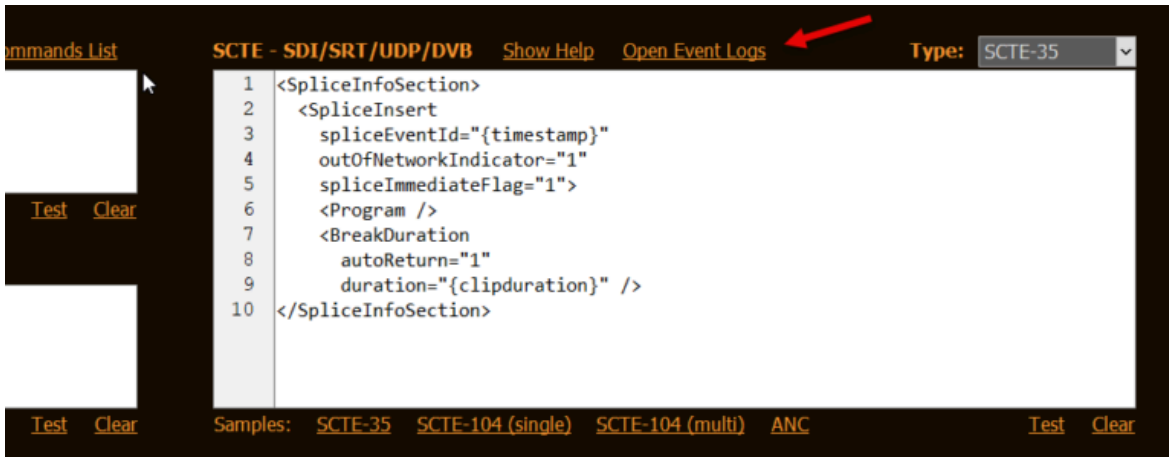 ommands List
SCTE - SDI/SRT/UDP/DVB Show Help Open Event Logs Type: SCTE-35
1 <SpliceInfoSection>
2 <SpliceInsert
3 spliceEventId="{timestamp}"
4 outOfNetworkIndicator="1"
5 spliceImmediateFlag="1">
6 <Program />
7 <BreakDuration
8 autoReturn="1"
9 duration="{clipduration}" />
10 </SpliceInfoSection>
Test Clear
Test Clear
Samples: SCTE-35 SCTE-104 (single) SCTE-104 (multi) ANC Test Clear